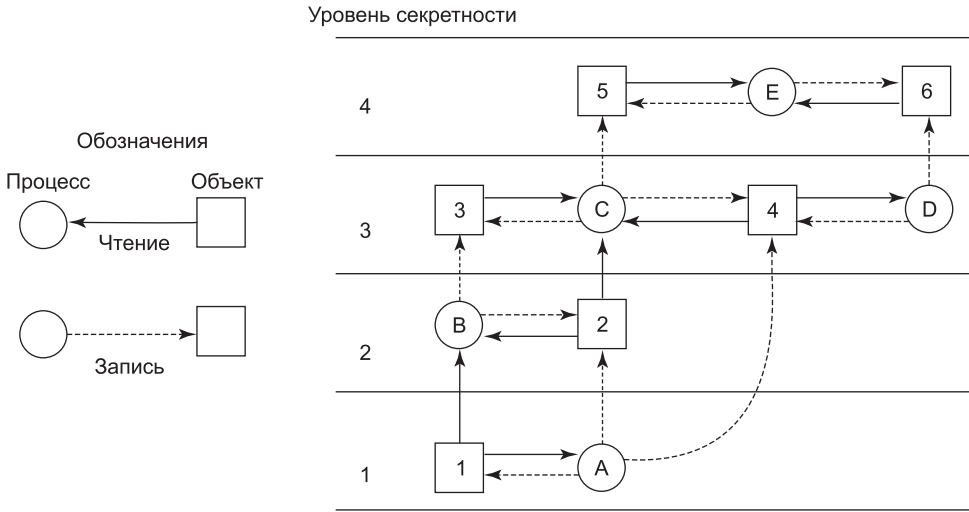 Уровень секретности
Обозначения
Процесс Объект
Чтение
Запись
4
5 E 6
3
3 C 4 D
2
B 2
1
1 A